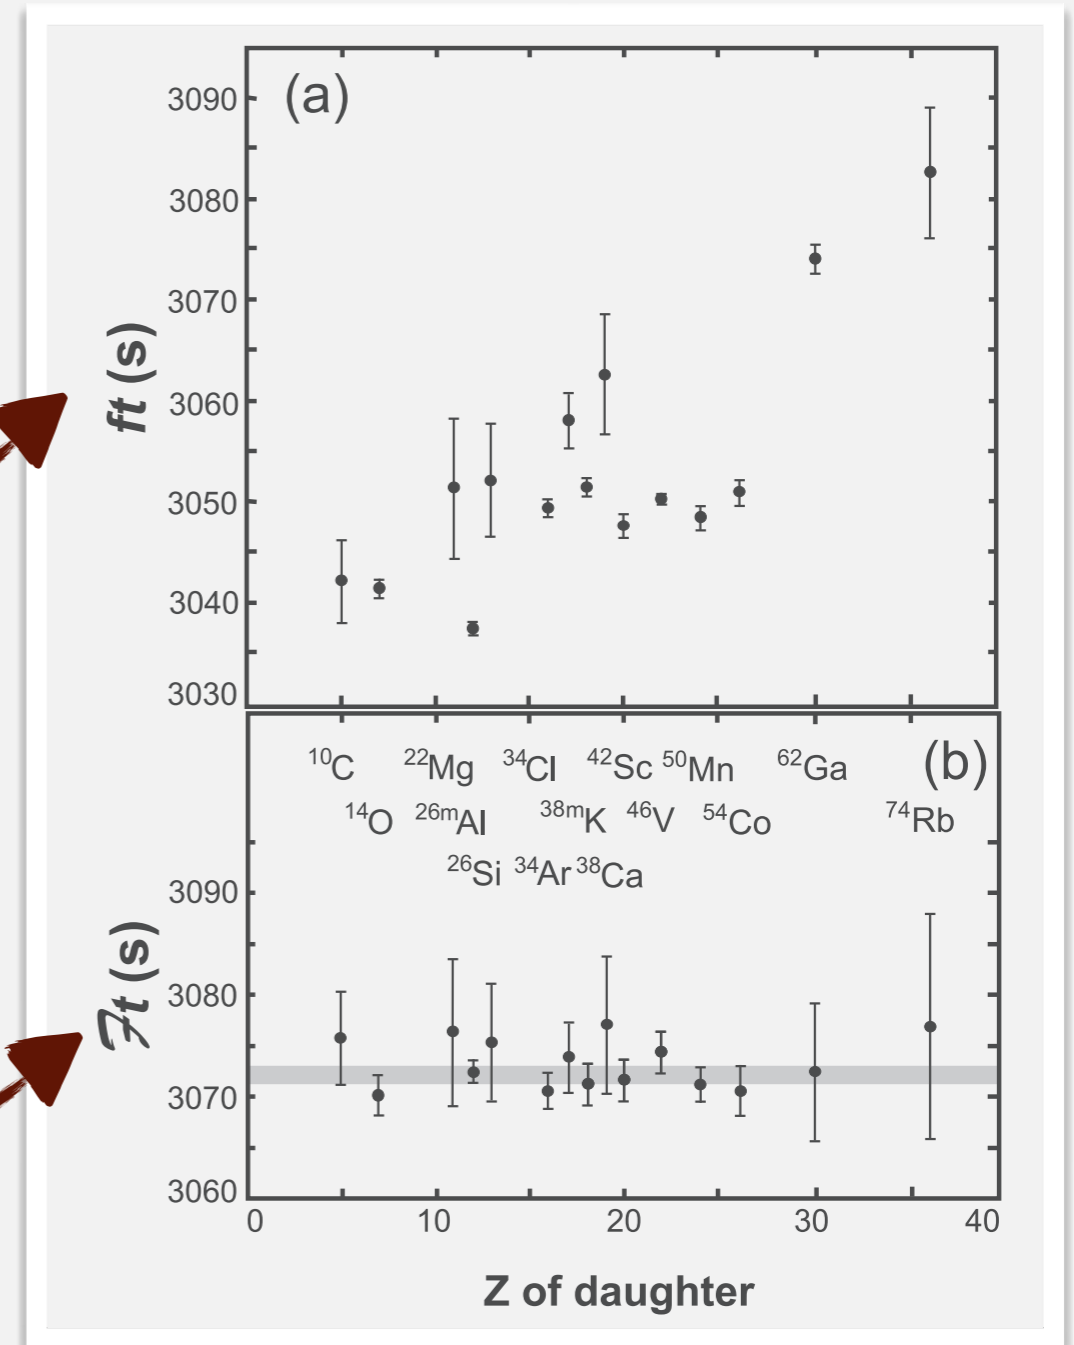 (a)
3090
3080
3070
3060
3050
3040
3030
ft (s)
(b)
¹⁰C ²²Mg ³⁴Cl ⁴²Sc ⁵⁰Mn ⁶²Ga
¹⁴O ²⁶ᵐAl ³⁸ᵐK ⁴⁶V ⁵⁴Co ⁷⁴Rb
²⁶Si ³⁴Ar ³⁸Ca
3090
3080
3070
3060
ℱt (s)
0 10 20 30 40
Z of daughter